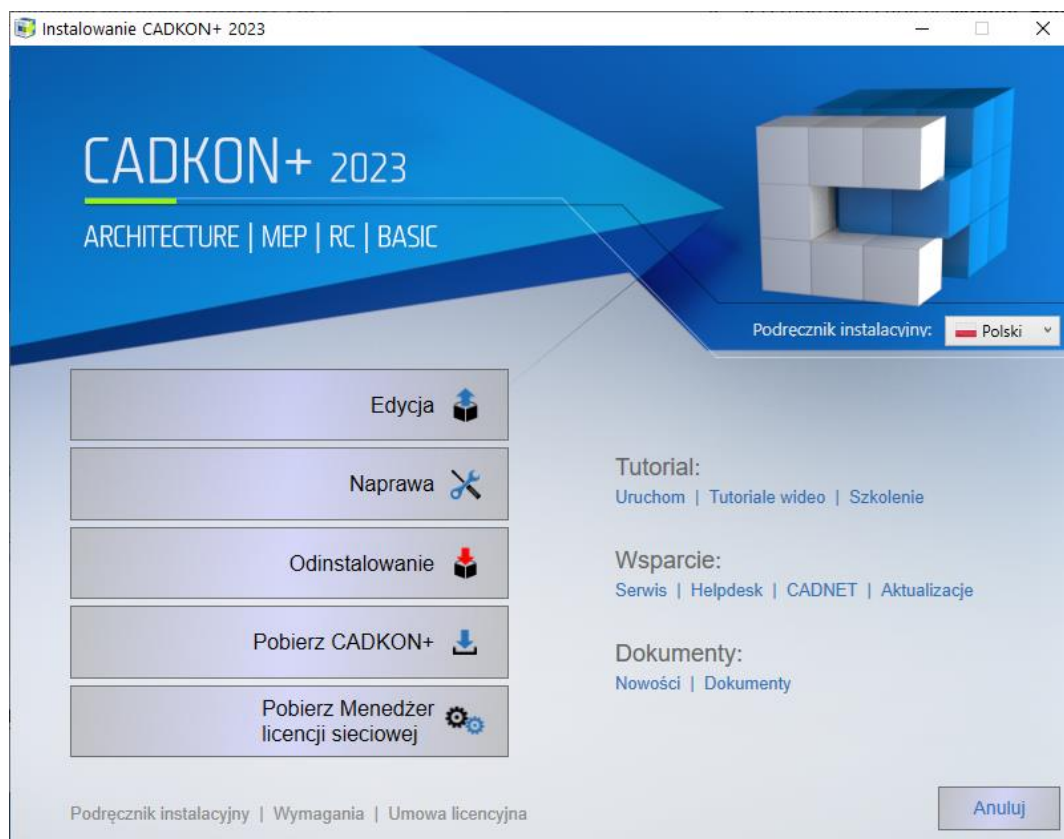 Instalowanie CADKON+ 2023
CADKON+ 2023
ARCHITECTURE | MEP | RC | BASIC
Podręcznik instalacyjny:
Polski
Edycja
Naprawa
Odinstalowanie
Pobierz CADKON+
Pobierz Menedżer
licencji sieciowej
Tutorial:
Uruchom | Tutoriale wideo | Szkolenie
Wsparcie:
Serwis | Helpdesk | CADNET | Aktualizacje
Dokumenty:
Nowości | Dokumenty
Podręcznik instalacyjny | Wymagania | Umowa licencyjna
Anuluj